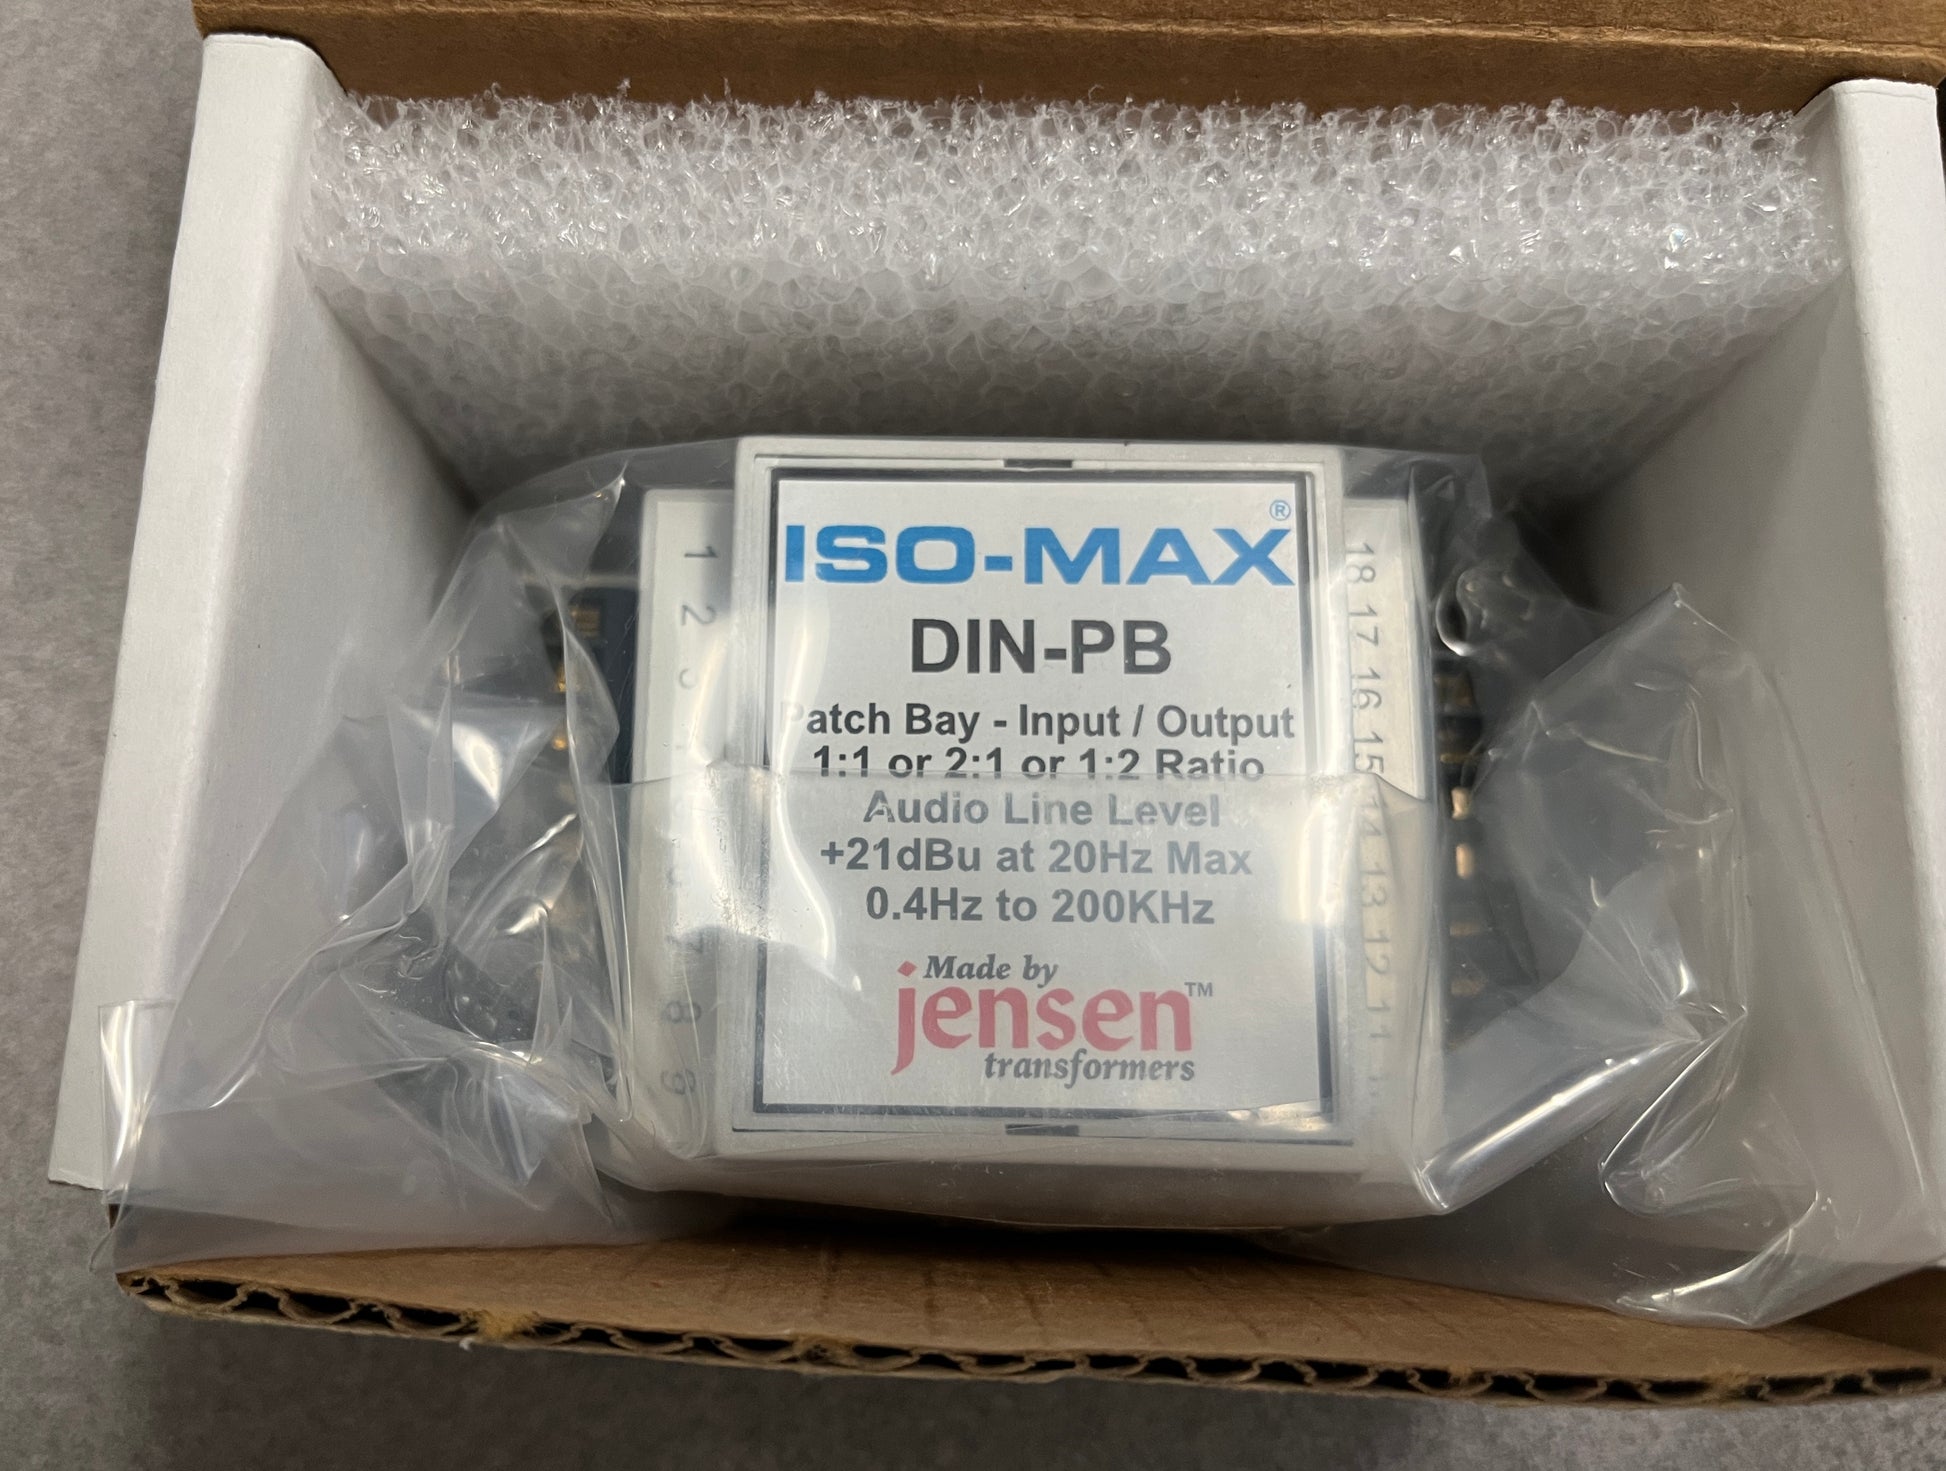 ISO-MAX®
DIN-PB
Patch Bay - Input / Output
1:1 or 2:1 or 1:2 Ratio
Audio Line Level
+21dBu at 20Hz Max
0.4Hz to 200KHz
Made by
jensen™
transformers
1 2 8 9
18 17 16 15 14 13 12 11